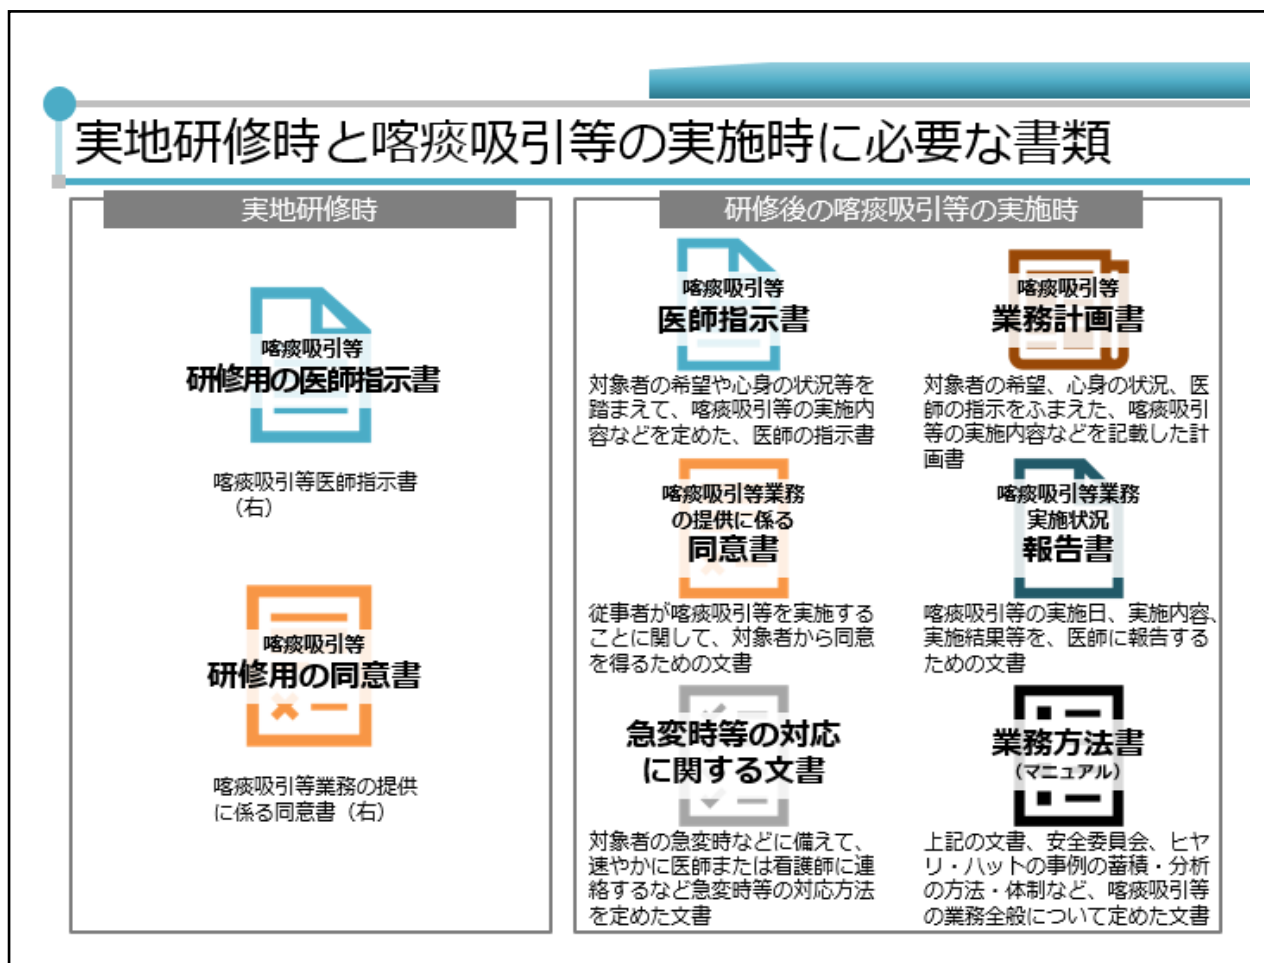 実地研修時と喀痰吸引等の実施時に必要な書類
実地研修時
喀痰吸引等
研修用の医師指示書
喀痰吸引等医師指示書
（右）
喀痰吸引等
研修用の同意書
喀痰吸引等業務の提供
に係る同意書（右）
研修後の喀痰吸引等の実施時
喀痰吸引等
医師指示書
対象者の希望や心身の状況等を
踏まえて、喀痰吸引等の実施内
容などを定めた、医師の指示書
喀痰吸引等
業務計画書
対象者の希望、心身の状況、医
師の指示をふまえた、喀痰吸引
等の実施内容などを記載した計
画書
喀痰吸引等業務
の提供に係る
同意書
従事者が喀痰吸引等を実施する
ことに関して、対象者から同意
を得るための文書
喀痰吸引等業務
実施状況
報告書
喀痰吸引等の実施日、実施内容、
実施結果等を、医師に報告する
ための文書
急変時等の対応
に関する文書
対象者の急変時などに備えて、
速やかに医師または看護師に連
絡するなど急変時等の対応方法
を定めた文書
業務方法書
（マニュアル）
上記の文書、安全委員会、ヒヤ
リ・ハットの事例の蓄積・分析
の方法・体制など、喀痰吸引等
の業務全般について定めた文書